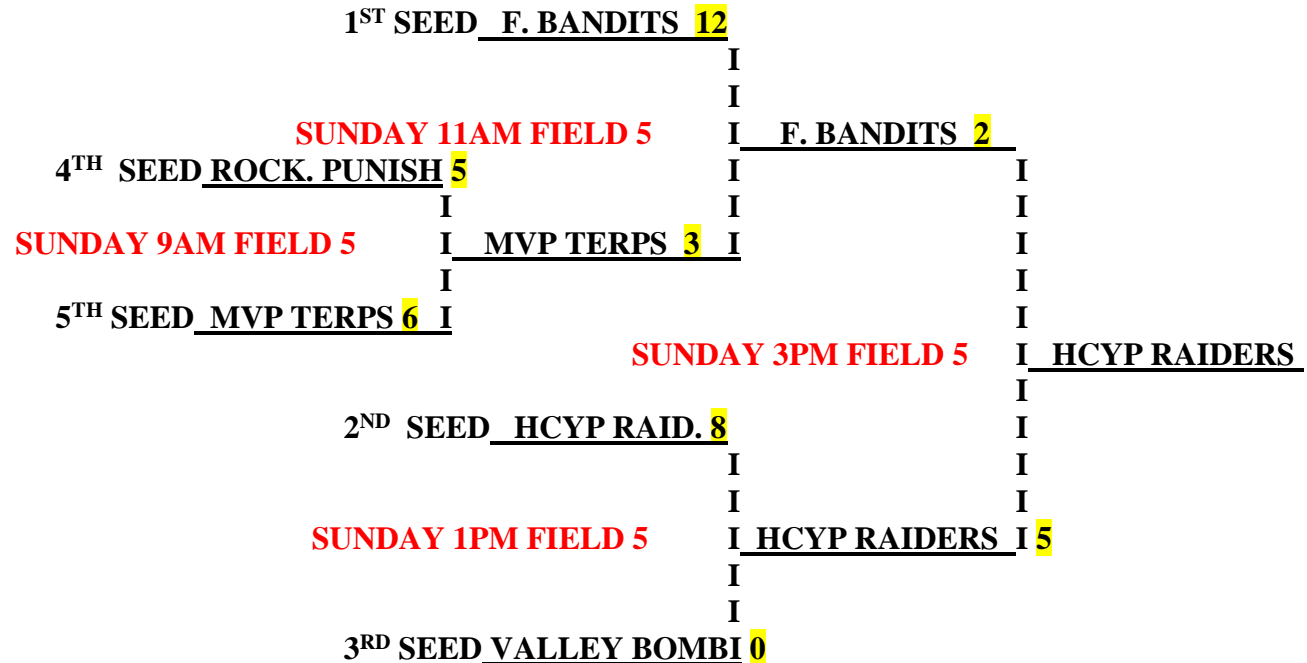 1ST SEED F. BANDITS 12
I
I
SUNDAY 11AM FIELD 5 I F. BANDITS 2
4TH SEED ROCK. PUNISH 5 I I
I I I
SUNDAY 9AM FIELD 5 I MVP TERPS 3 I I
I I
5TH SEED MVP TERPS 6 I I
SUNDAY 3PM FIELD 5 I HCYP RAIDERS
I
2ND SEED HCYP RAID. 8 I
I I
I I
SUNDAY 1PM FIELD 5 I HCYP RAIDERS I 5
I
I
3RD SEED VALLEY BOMBI 0